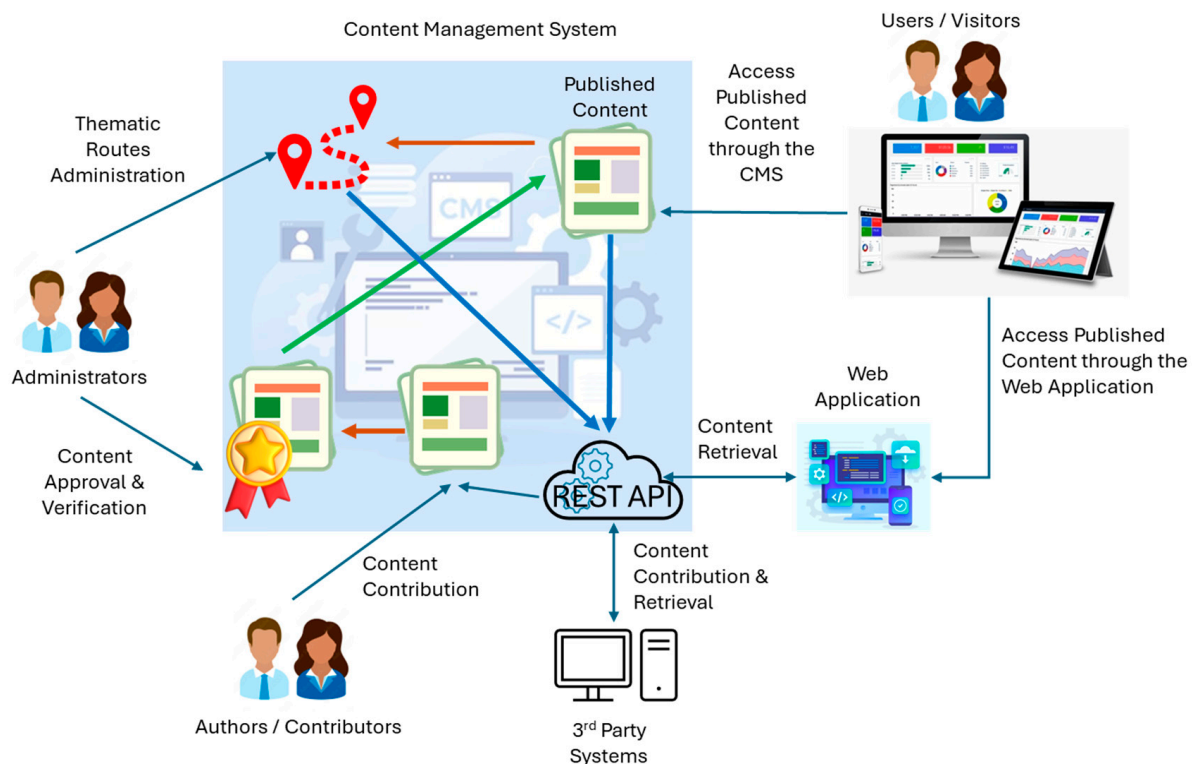 Content Management System
Users / Visitors
Published
Content
Access
Published
Content
through the
CMS
Thematic
Routes
Administration
CMS
</>
Administrators
Access Published
Content through the
Web Application
Web
Application
Content
Retrieval
Content
Approval &
Verification
REST API
</>
Content
Contribution
Content
Contribution &
Retrieval
Authors / Contributors
3rd Party
Systems